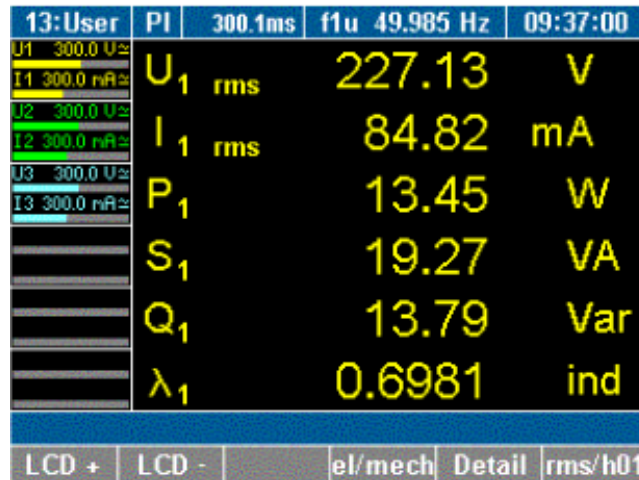 13:User PI 300.1ms f1u 49.985 Hz 09:37:00
U1 300.0 V≃
I1 300.0 mA≃
U1 rms 227.13 V
U2 300.0 V≃
I2 300.0 mA≃
I1 rms 84.82 mA
U3 300.0 V≃
I3 300.0 mA≃
P1 13.45 W
S1 19.27 VA
Q1 13.79 Var
λ1 0.6981 ind
LCD + LCD - el/mech Detail rms/h01